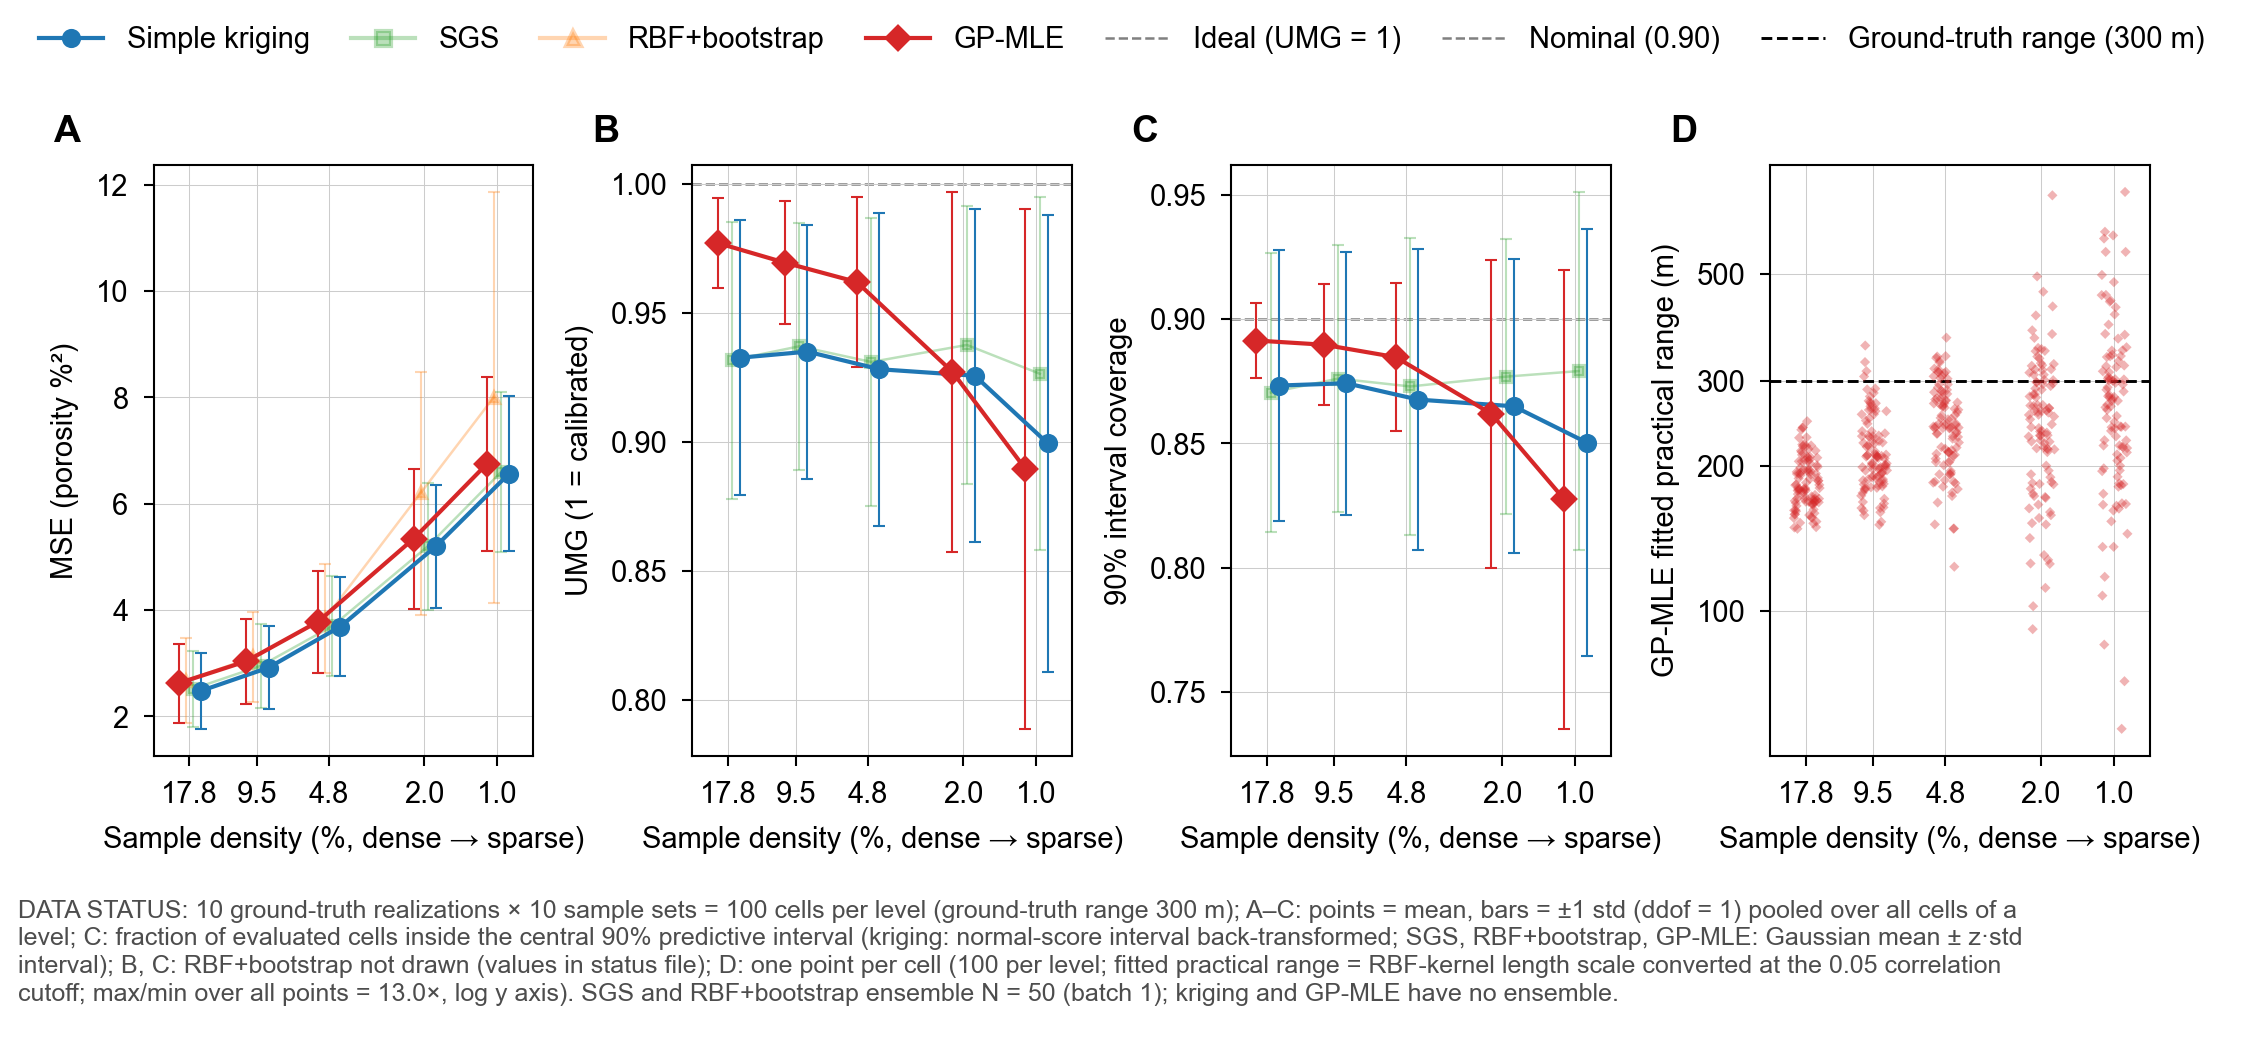 Simple kriging
SGS
RBF+bootstrap
GP-MLE
Ideal (UMG = 1)
Nominal (0.90)
Ground-truth range (300 m)
A
12
10
8
6
4
2
MSE (porosity %²)
17.8 9.5 4.8 2.0 1.0
Sample density (%, dense → sparse)
B
1.00
0.95
0.90
0.85
0.80
UMG (1 = calibrated)
17.8 9.5 4.8 2.0 1.0
Sample density (%, dense → sparse)
C
0.95
0.90
0.85
0.80
0.75
90% interval coverage
17.8 9.5 4.8 2.0 1.0
Sample density (%, dense → sparse)
D
500
300
200
100
GP-MLE fitted practical range (m)
17.8 9.5 4.8 2.0 1.0
Sample density (%, dense → sparse)
DATA STATUS: 10 ground-truth realizations × 10 sample sets = 100 cells per level (ground-truth range 300 m); A–C: points = mean, bars = ±1 std (ddof = 1) pooled over all cells of a
level; C: fraction of evaluated cells inside the central 90% predictive interval (kriging: normal-score interval back-transformed; SGS, RBF+bootstrap, GP-MLE: Gaussian mean ± z·std
interval); B, C: RBF+bootstrap not drawn (values in status file); D: one point per cell (100 per level; fitted practical range = RBF-kernel length scale converted at the 0.05 correlation
cutoff; max/min over all points = 13.0×, log y axis). SGS and RBF+bootstrap ensemble N = 50 (batch 1); kriging and GP-MLE have no ensemble.